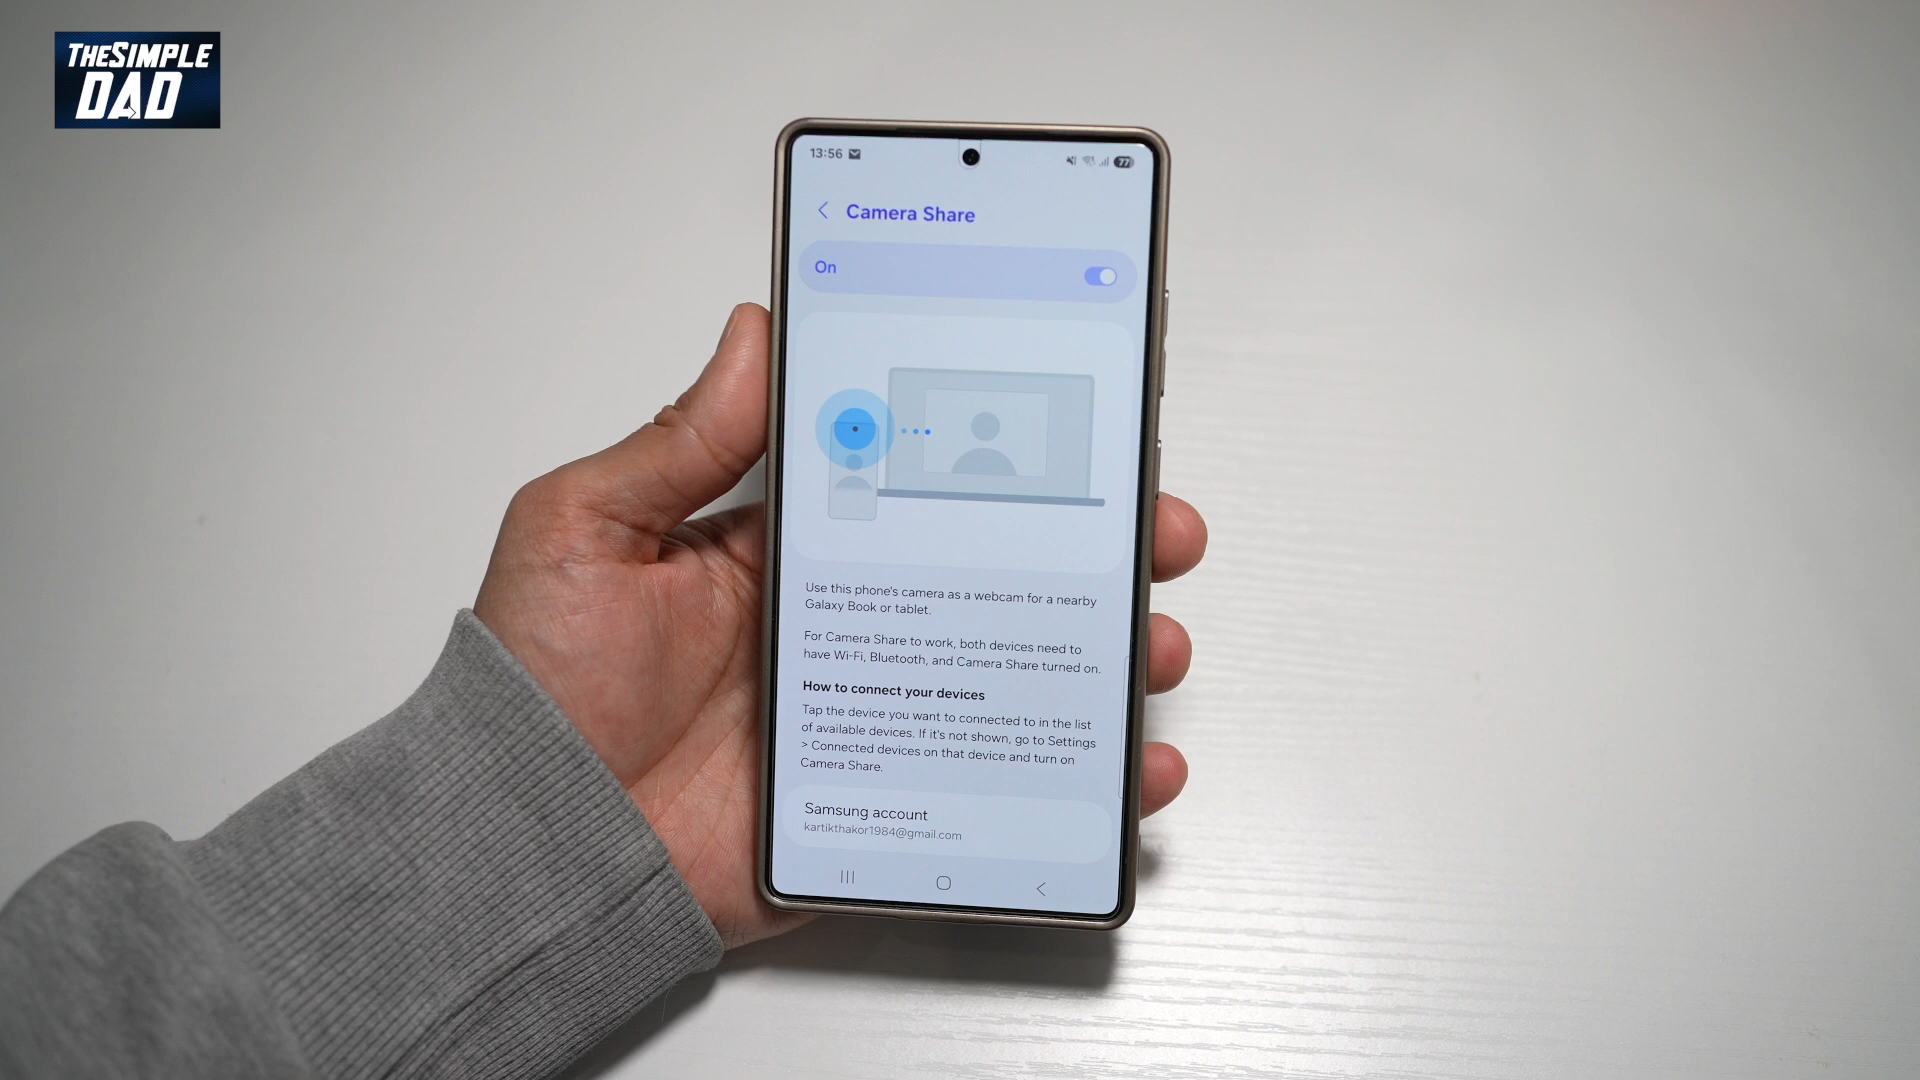 THESIMPLE
DAD
13:56
77
Camera Share
On
Use this phone's camera as a webcam for a nearby
Galaxy Book or tablet.
For Camera Share to work, both devices need to
have Wi-Fi, Bluetooth, and Camera Share turned on.
How to connect your devices
Tap the device you want to connected to in the list
of available devices. If it's not shown, go to Settings
> Connected devices on that device and turn on
Camera Share.
Samsung account
kartikthakor1984@gmail.com